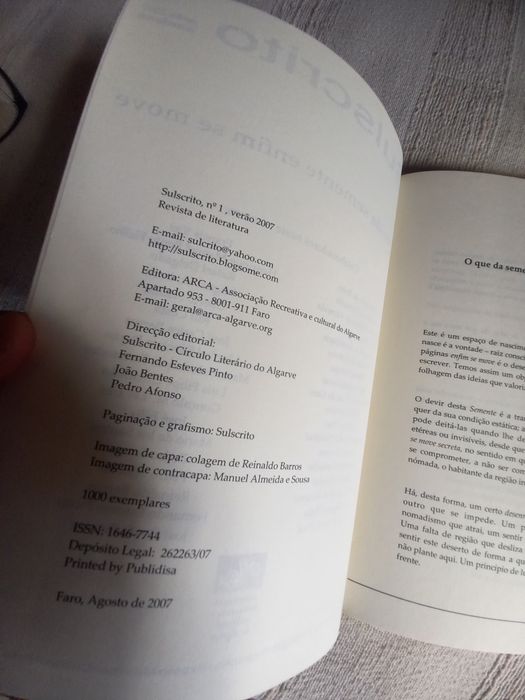 Sulscrito, nº 1, verão 2007
Revista de literatura
E-mail: sulcrito@yahoo.com
http://sulscrito.blogsome.com
Editora: ARCA - Associação Recreativa e cultural do Algarve
Apartado 953 - 8001-911 Faro
E-mail: geral@arca-algarve.org
Direcção editorial:
Sulscrito - Círculo Literário do Algarve
Fernando Esteves Pinto
João Bentes
Pedro Afonso
Paginação e grafismo: Sulscrito
Imagem de capa: colagem de Reinaldo Barros
Imagem de contracapa: Manuel Almeida e Sousa
1000 exemplares
ISSN: 1646-7744
Depósito Legal: 262263/07
Printed by Publidisa
Faro, Agosto de 2007
O que da seme
Este é um espaço de nascim
nasce é a vontade - raiz consc
páginas enfim se move é o dese
escrever. Temos assim um ob
folhagem das ideias que valori
O devir desta Semente é a tra
quer da sua condição estática; a
pode deitá-las quando lhe de
etéreas ou invisíveis, desde que
se move secreta, no sentido em qu
se comprometer, a não ser con
nómada, o habitante da região in
Há, desta forma, um certo descon
outro que se impede. Um p
nomadismo que atrai, um sentir
Uma falta de região que desliza
sentir este deserto de forma a qu
não plante aqui. Um princípio de le
frente.